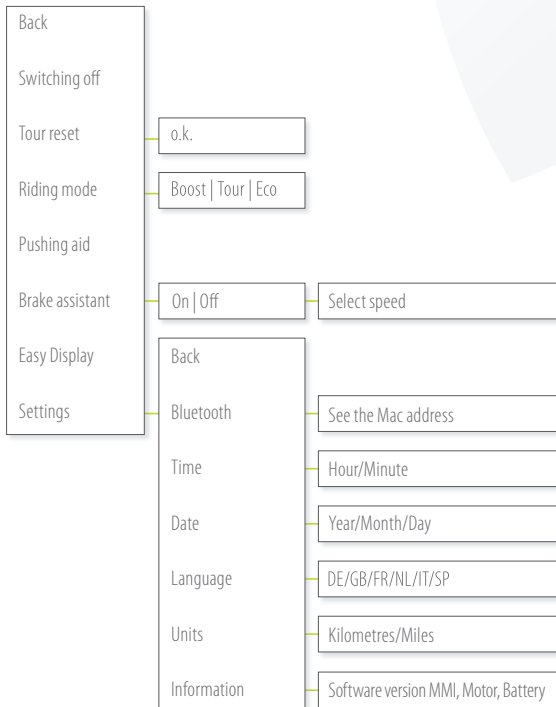 Back
Switching off
Tour reset
o.k.
Riding mode
Boost | Tour | Eco
Pushing aid
Brake assistant
On | Off
Select speed
Easy Display
Back
Settings
Bluetooth
See the Mac address
Time
Hour/Minute
Date
Year/Month/Day
Language
DE/GB/FR/NL/IT/SP
Units
Kilometres/Miles
Information
Software version MMI, Motor, Battery